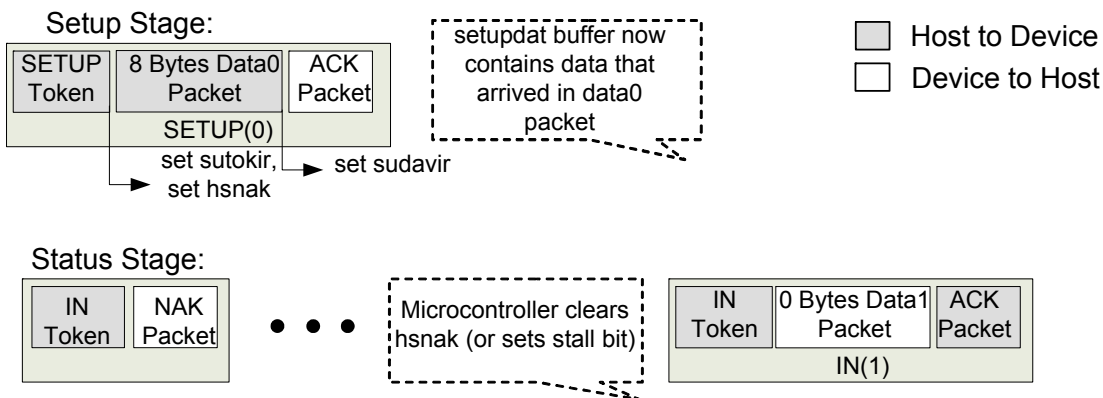 Setup Stage:
SETUP
Token
8 Bytes Data0
Packet
ACK
Packet
SETUP(0)
set sutokir,
set hsnak
set sudavir
setupdat buffer now
contains data that
arrived in data0
packet
Host to Device
Device to Host
Status Stage:
IN
Token
NAK
Packet
• • •
Microcontroller clears
hsnak (or sets stall bit)
IN
Token
0 Bytes Data1
Packet
ACK
Packet
IN(1)